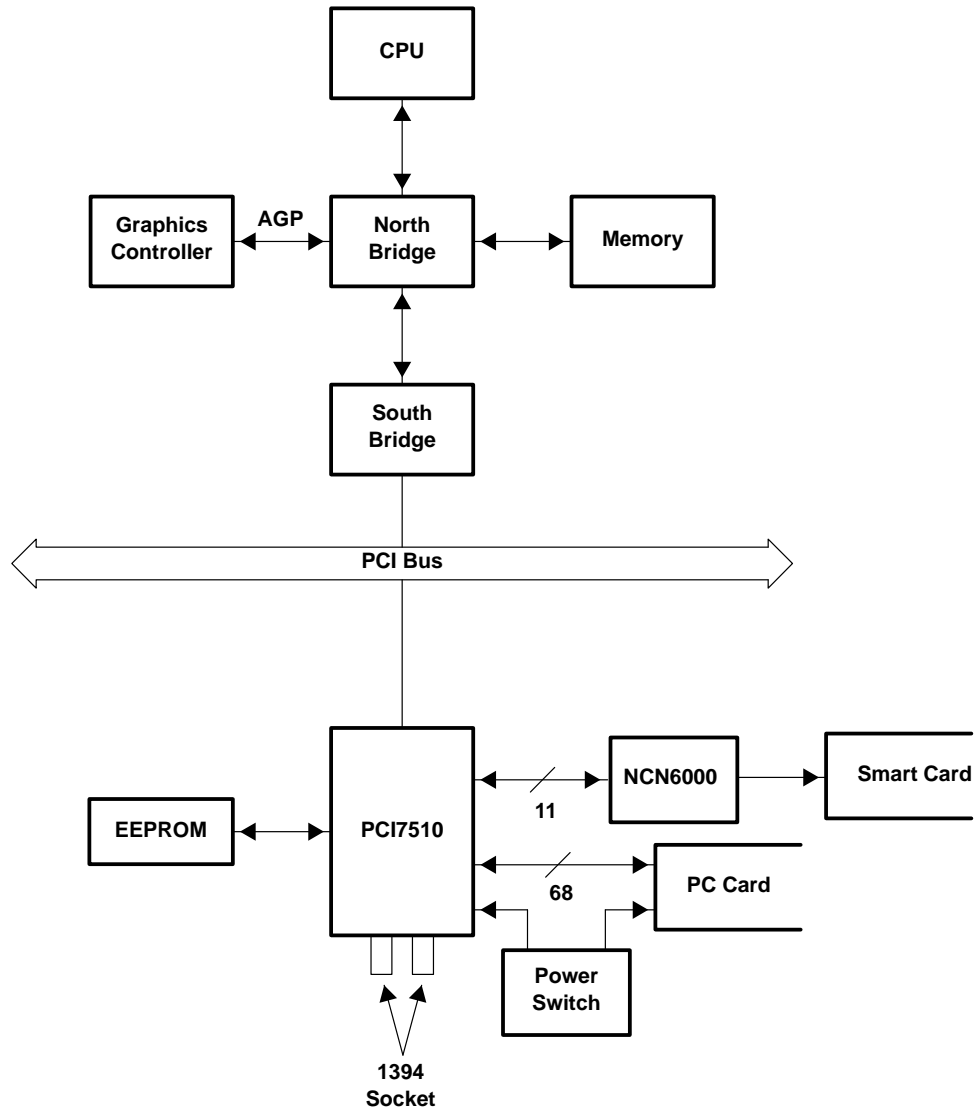 CPU
AGP
Graphics
Controller
North
Bridge
Memory
South
Bridge
PCI Bus
NCN6000
Smart Card
11
EEPROM
PCI7510
PC Card
68
Power
Switch
1394
Socket